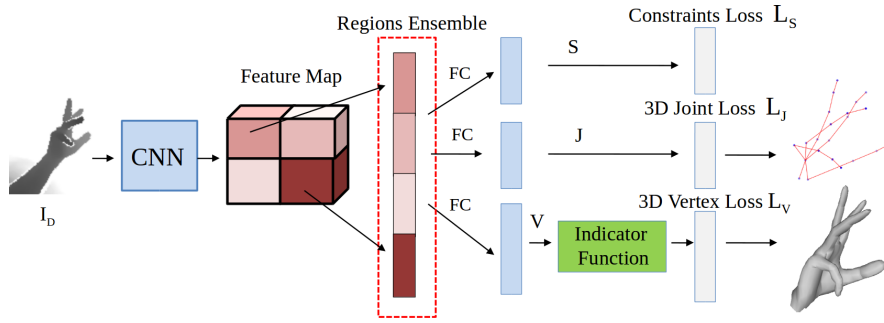 Regions Ensemble
Constraints Loss L_S
Feature Map
FC
S
CNN
FC
J
3D Joint Loss L_J
I_D
FC
V
Indicator
Function
3D Vertex Loss L_V